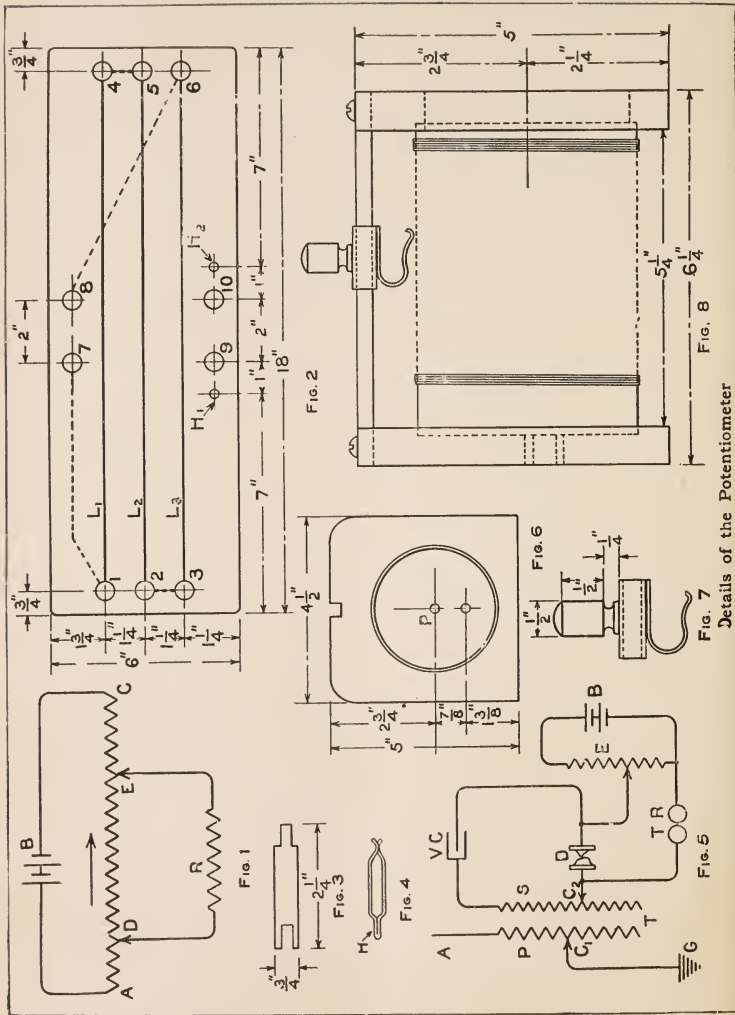 A
B
C
D
E
R
FIG. 1
3/4"
2 1/4"
FIG. 3
H
FIG. 4
A
P
S
VC
D
C1
C2
T
G
T R
E
B
FIG. 5
3/4"
6"
1 3/4"
1 1/4"
1 1/4"
1 1/4"
1
2
3
L1
L2
L3
7
8
2"
4
5
6
3/4"
H1
9
10
7"
1"
2"
1"
7"
18"
FIG. 2
4 1/2"
5"
2 3/4"
7/8"
1 3/8"
P
FIG. 6
1/2"
1/2"
1/4"
FIG. 7
5"
2 3/4"
2 1/4"
5 1/4"
6 1/4"
FIG. 8
Details of the Potentiometer